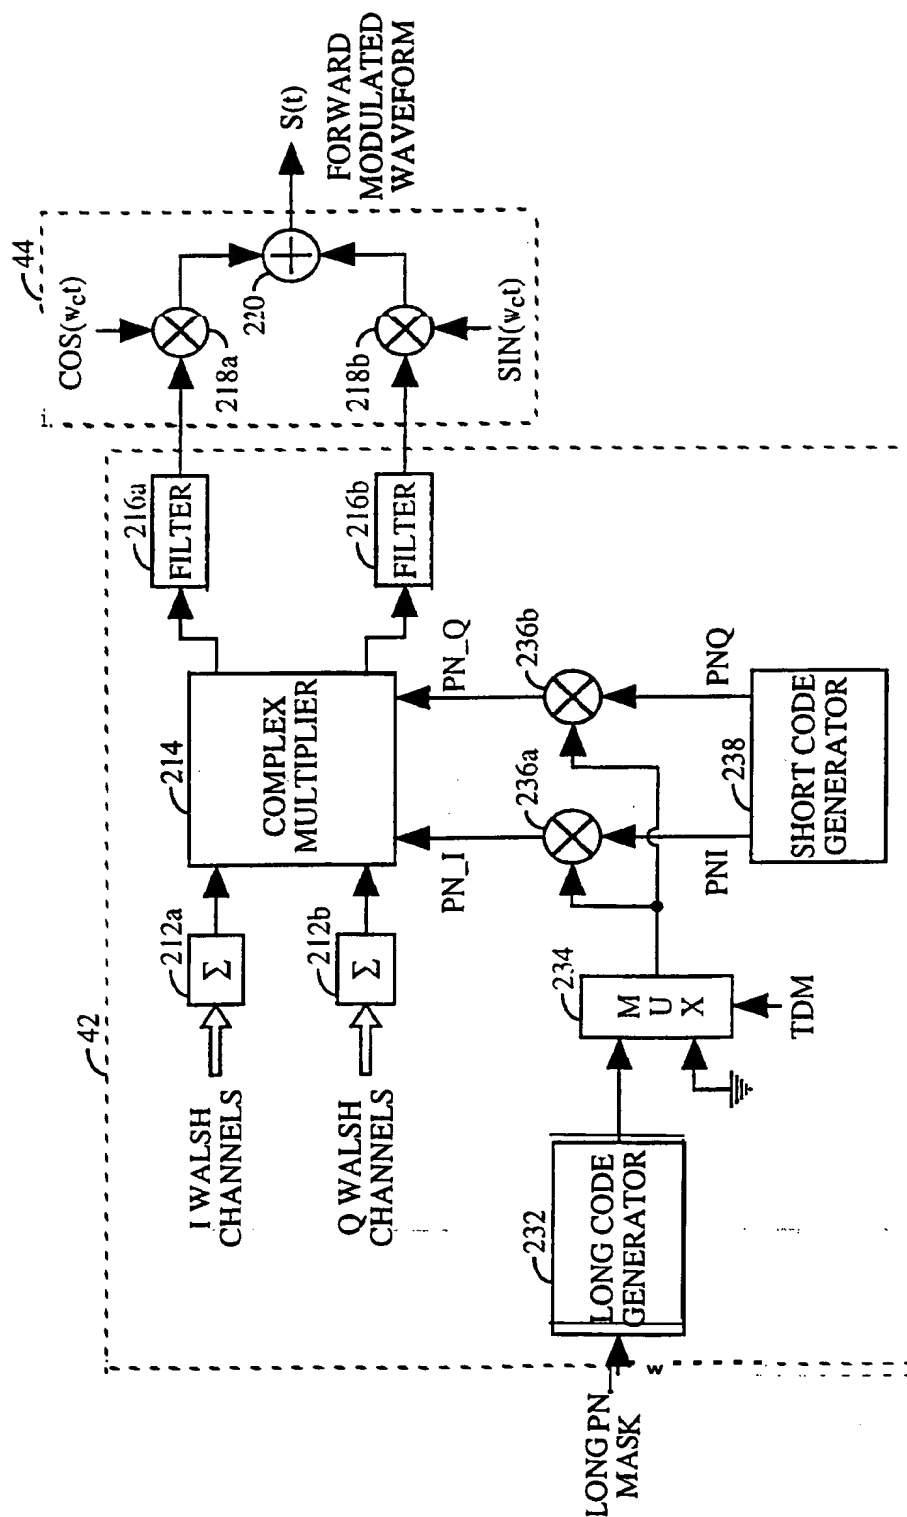 42
44
I WALSH
CHANNELS
Q WALSH
CHANNELS
212a
Σ
212b
Σ
214
COMPLEX
MULTIPLIER
216a
FILTER
216b
FILTER
COS(wct)
218a
218b
SIN(wct)
220
S(t)
FORWARD
MODULATED
WAVEFORM
PN_I
PN_Q
236a
236b
LONG PN
MASK
232
LONG CODE
GENERATOR
234
MUX
TDM
PNI
PNQ
238
SHORT CODE
GENERATOR
i
w